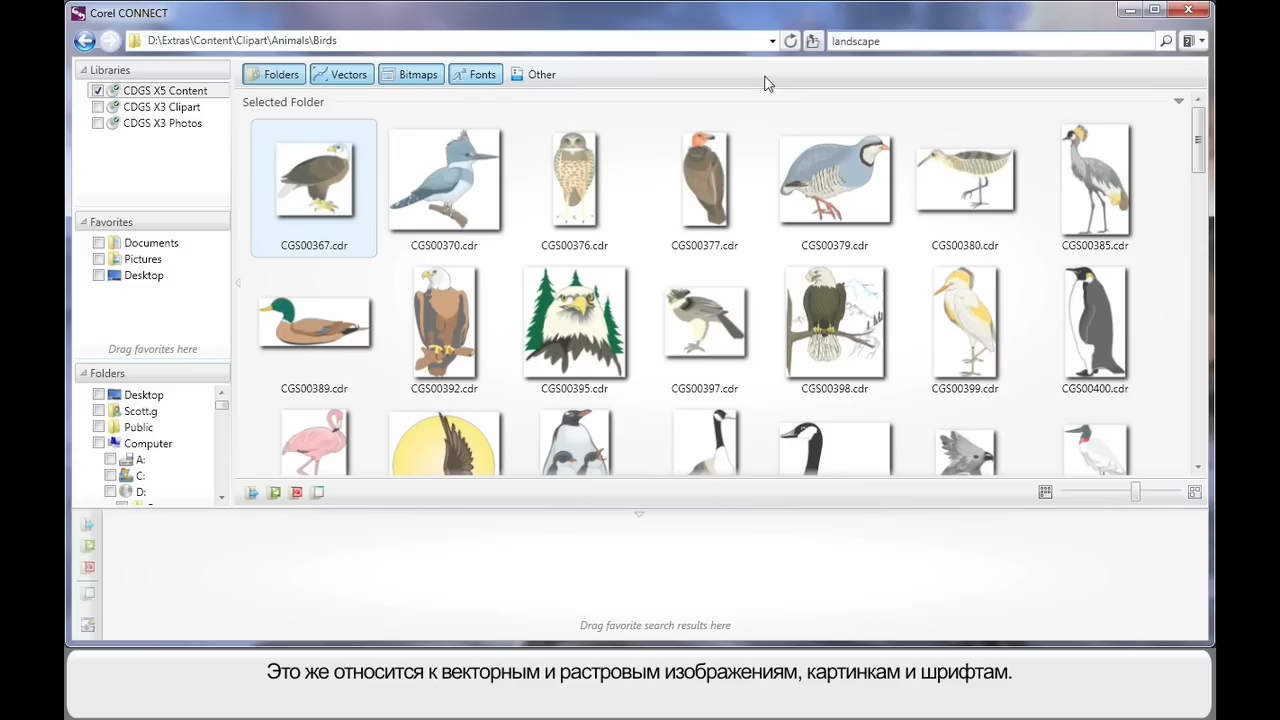 Corel CONNECT
D:\Extras\Content\Clipart\Animals\Birds
landscape
Libraries
CDGS X5 Content
CDGS X3 Clipart
CDGS X3 Photos
Favorites
Documents
Pictures
Desktop
Drag favorites here
Folders
Desktop
Scott.g
Public
Computer
A:
C:
D:
Folders Vectors Bitmaps Fonts Other
Selected Folder
CGS00367.cdr CGS00370.cdr CGS00376.cdr CGS00377.cdr CGS00379.cdr CGS00380.cdr CGS00385.cdr
CGS00389.cdr CGS00392.cdr CGS00395.cdr CGS00397.cdr CGS00398.cdr CGS00399.cdr CGS00400.cdr
Drag favorite search results here
Это же относится к векторным и растровым изображениям, картинкам и шрифтам.